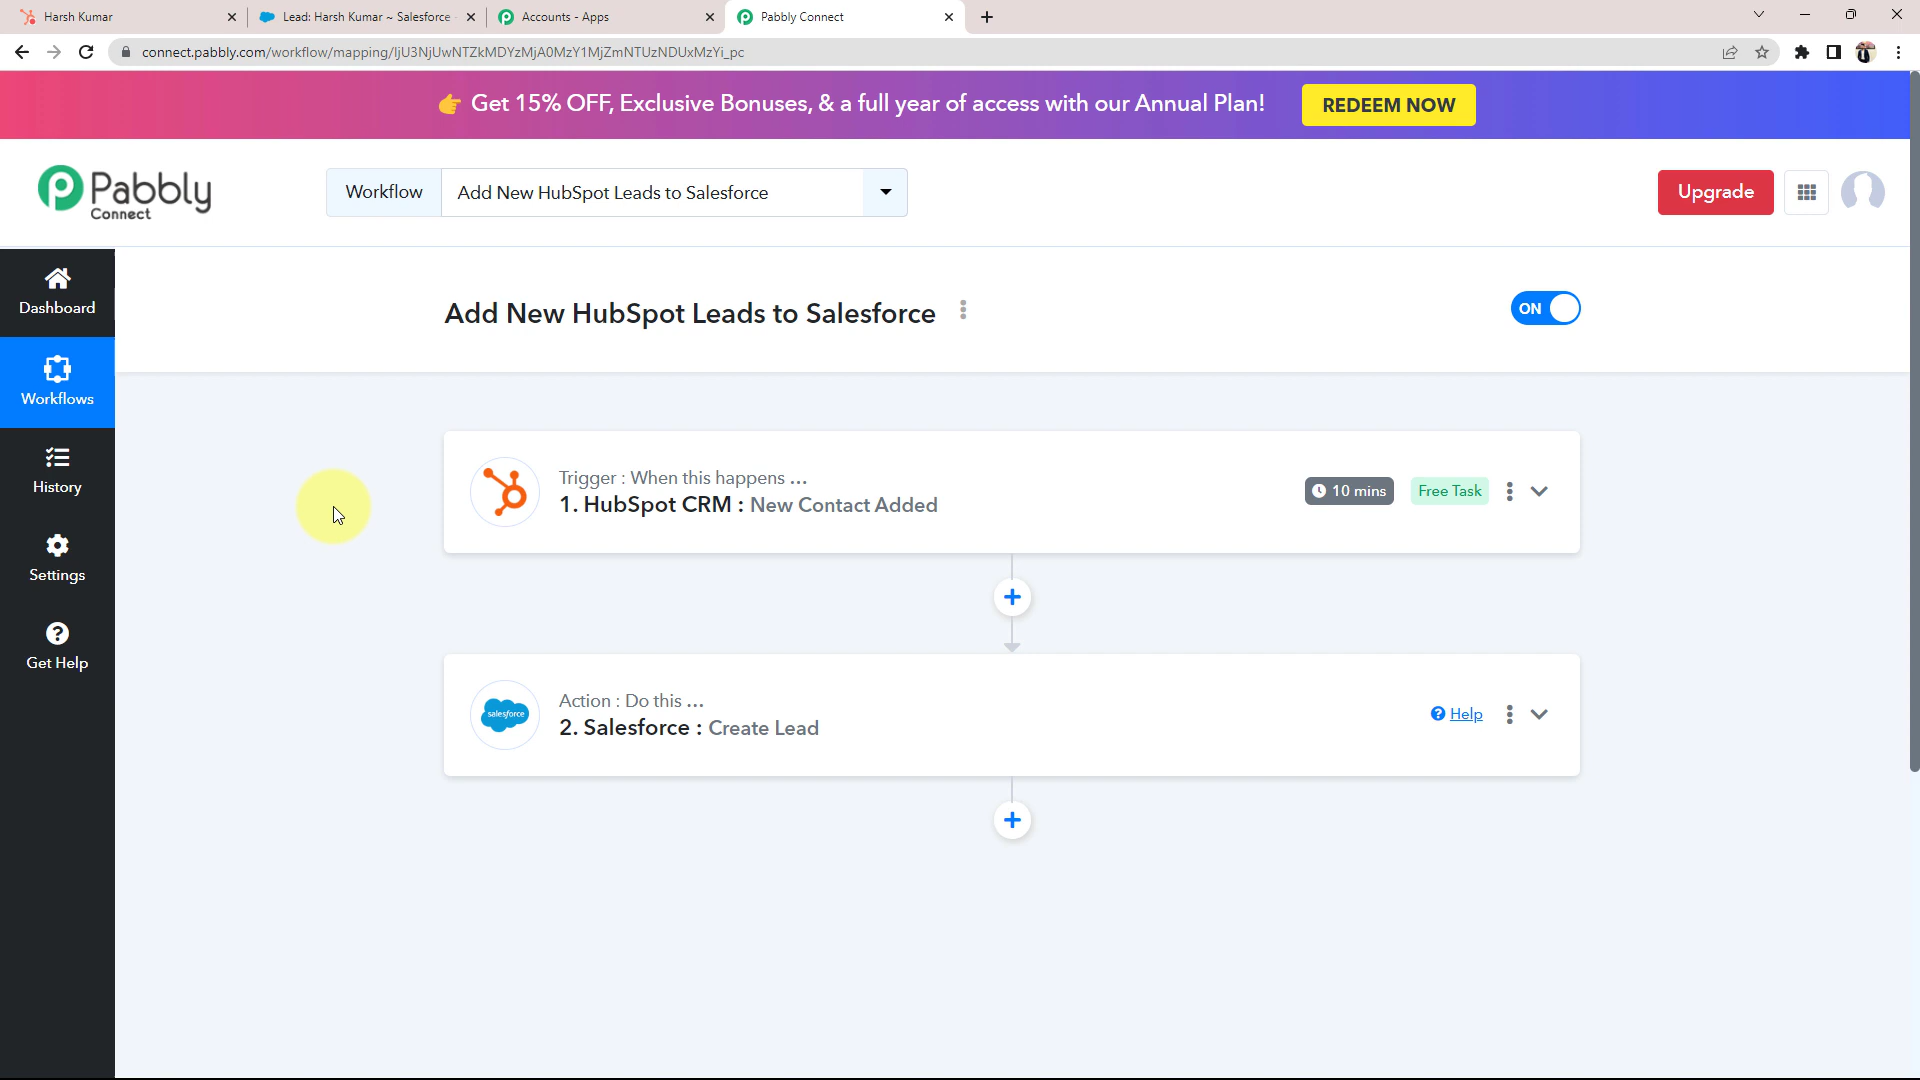 Harsh Kumar
Lead: Harsh Kumar ~ Salesforce
Accounts - Apps
Pabbly Connect
connect.pabbly.com/workflow/mapping/IjU3NjUwNTZkMDYzMjA0MzY1MjZmNTUzNDUxMzYi_pc
👉 Get 15% OFF, Exclusive Bonuses, & a full year of access with our Annual Plan!
REDEEM NOW
Pabbly
Connect
Workflow
Add New HubSpot Leads to Salesforce
Upgrade
Dashboard
Workflows
History
Settings
Get Help
Add New HubSpot Leads to Salesforce
ON
Trigger : When this happens ...
1. HubSpot CRM : New Contact Added
10 mins
Free Task
salesforce
Action : Do this ...
2. Salesforce : Create Lead
Help